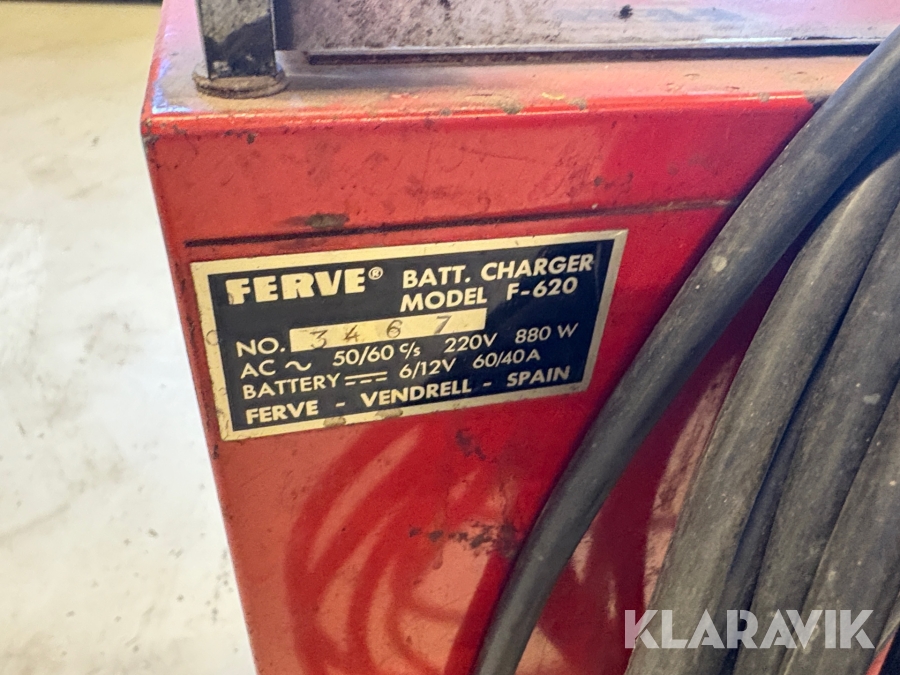 FERVE® BATT. CHARGER
MODEL F-620
NO. 3467
AC ~ 50/60 c/s 220V 880 W
BATTERY ⎓ 6/12V 60/40A
FERVE - VENDRELL - SPAIN
KLARAVIK